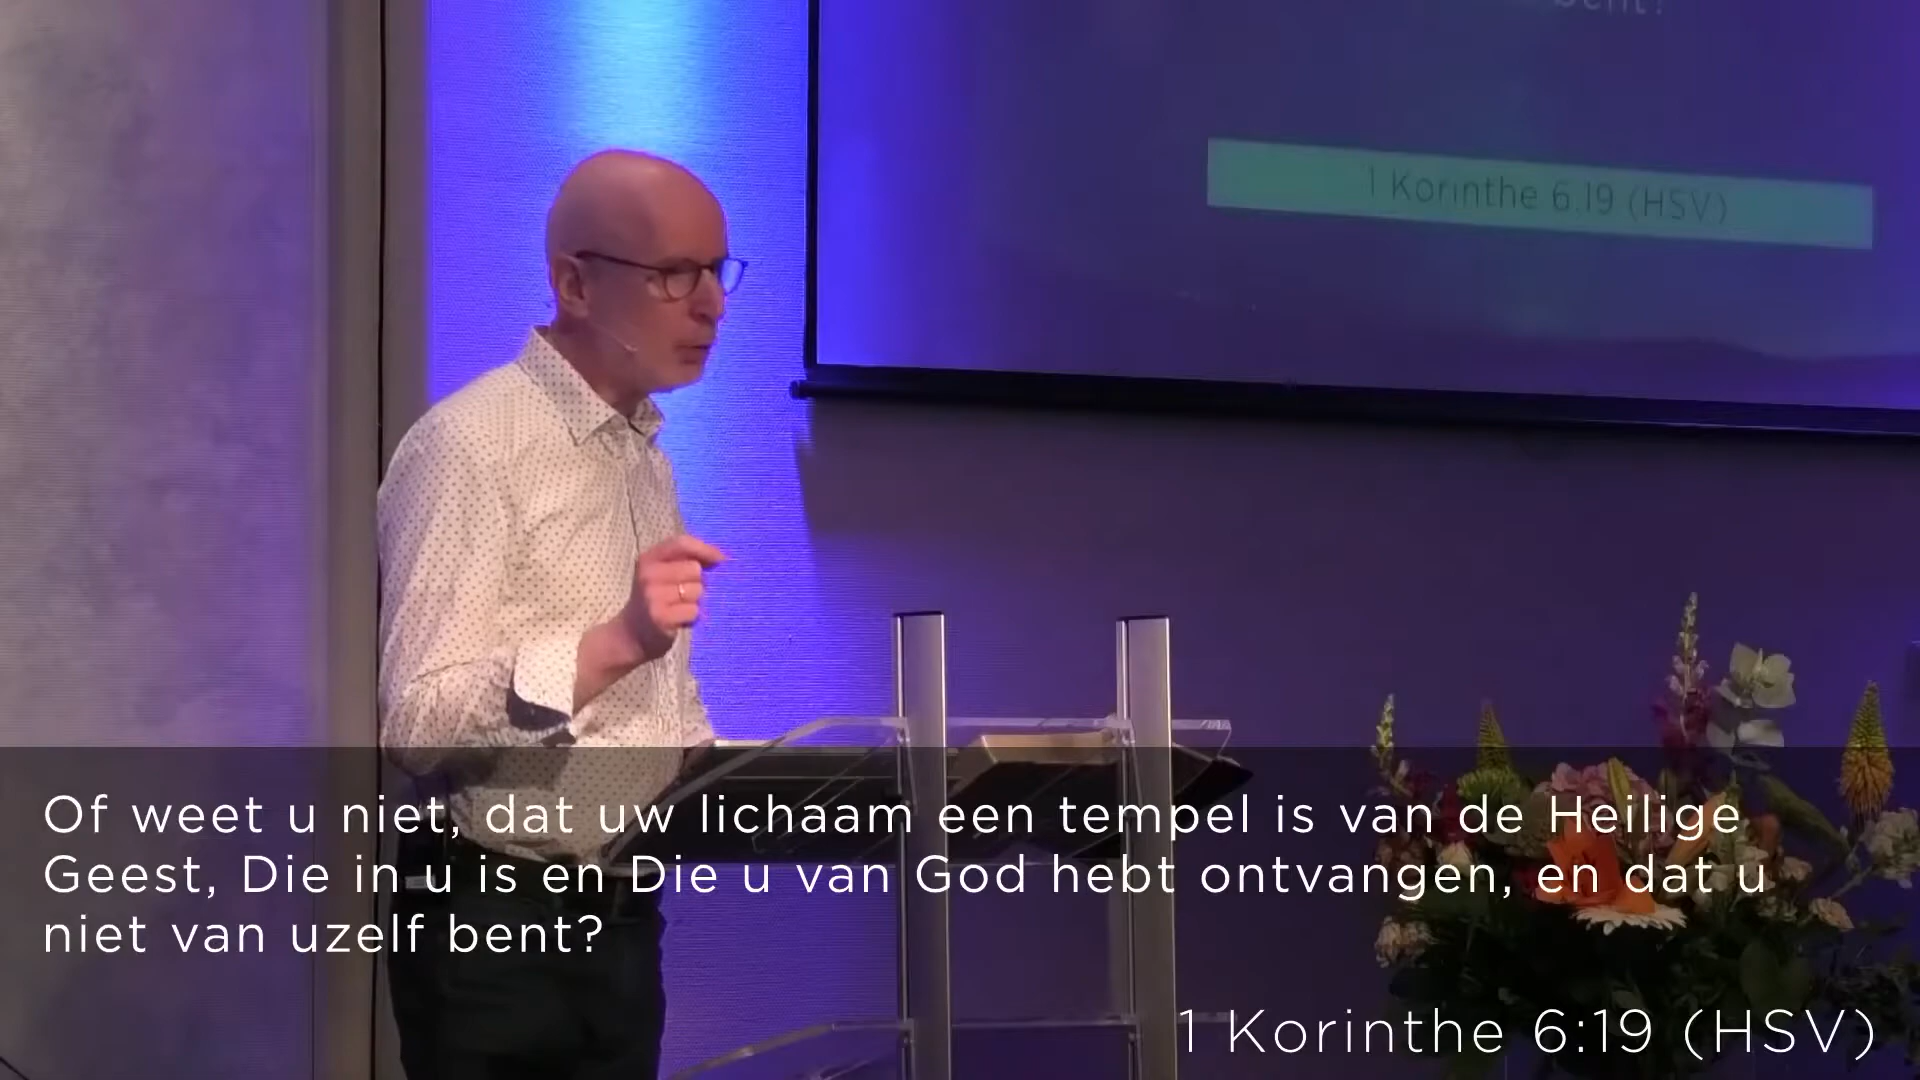 bent?
1 Korinthe 6:19 (HSV)
Of weet u niet, dat uw lichaam een tempel is van de Heilige
Geest, Die in u is en Die u van God hebt ontvangen, en dat u
niet van uzelf bent?
1 Korinthe 6:19 (HSV)